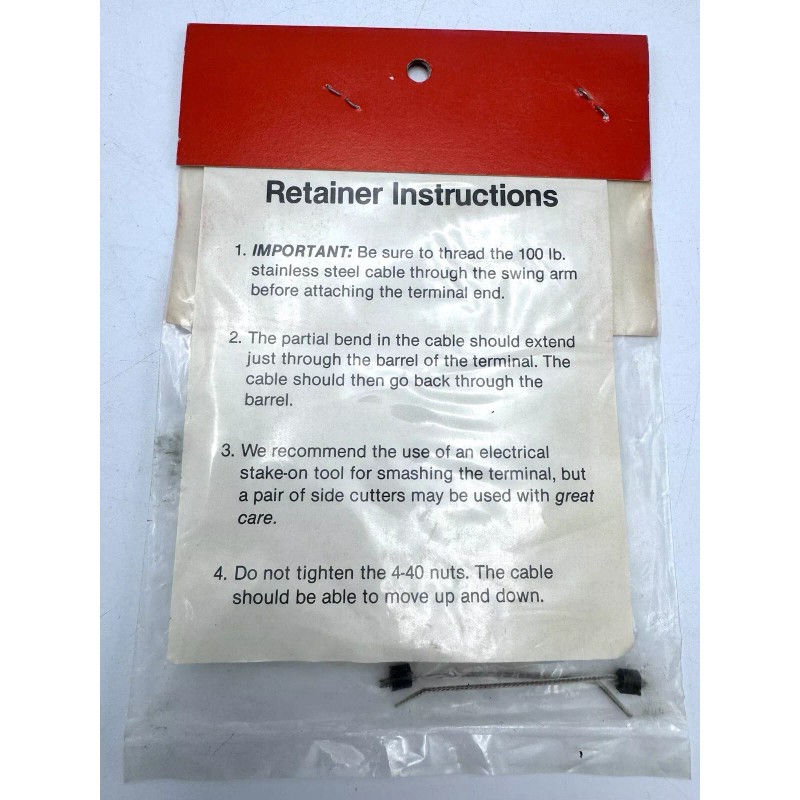 Retainer Instructions
1. IMPORTANT: Be sure to thread the 100 lb.
stainless steel cable through the swing arm
before attaching the terminal end.
2. The partial bend in the cable should extend
just through the barrel of the terminal. The
cable should then go back through the
barrel.
3. We recommend the use of an electrical
stake-on tool for smashing the terminal, but
a pair of side cutters may be used with great
care.
4. Do not tighten the 4-40 nuts. The cable
should be able to move up and down.